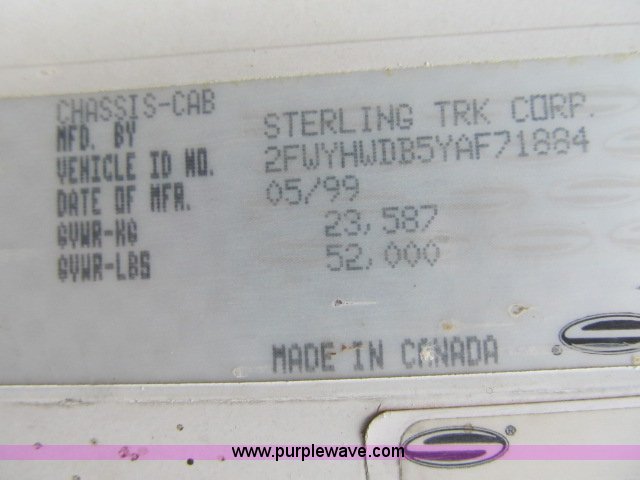 CHASSIS-CAB
MFD. BY STERLING TRK CORP.
VEHICLE ID NO. 2FWYHWDB5YAF71884
DATE OF MFR. 05/99
GVWR-KG 23,587
GVWR-LBS 52,000
MADE IN CANADA
www.purplewave.com